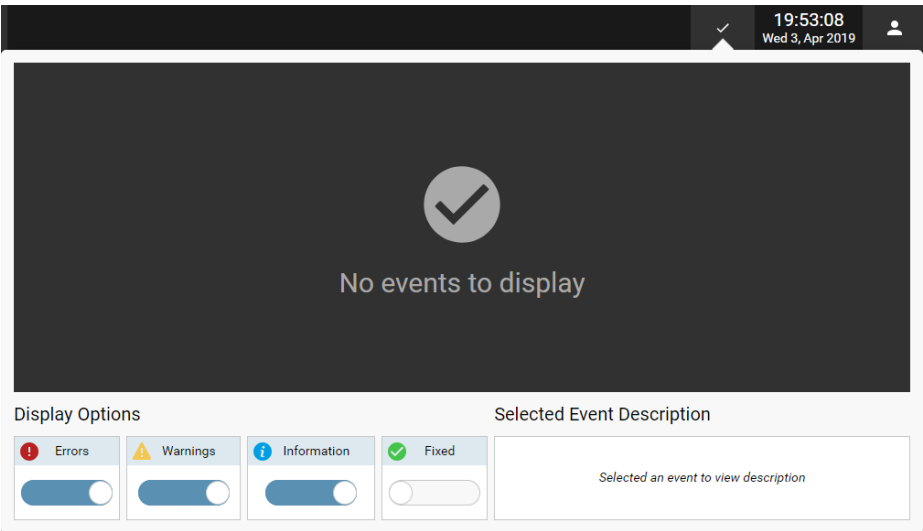 19:53:08
Wed 3, Apr 2019
No events to display
Display Options
Selected Event Description
Errors
Warnings
Information
Fixed
Selected an event to view description